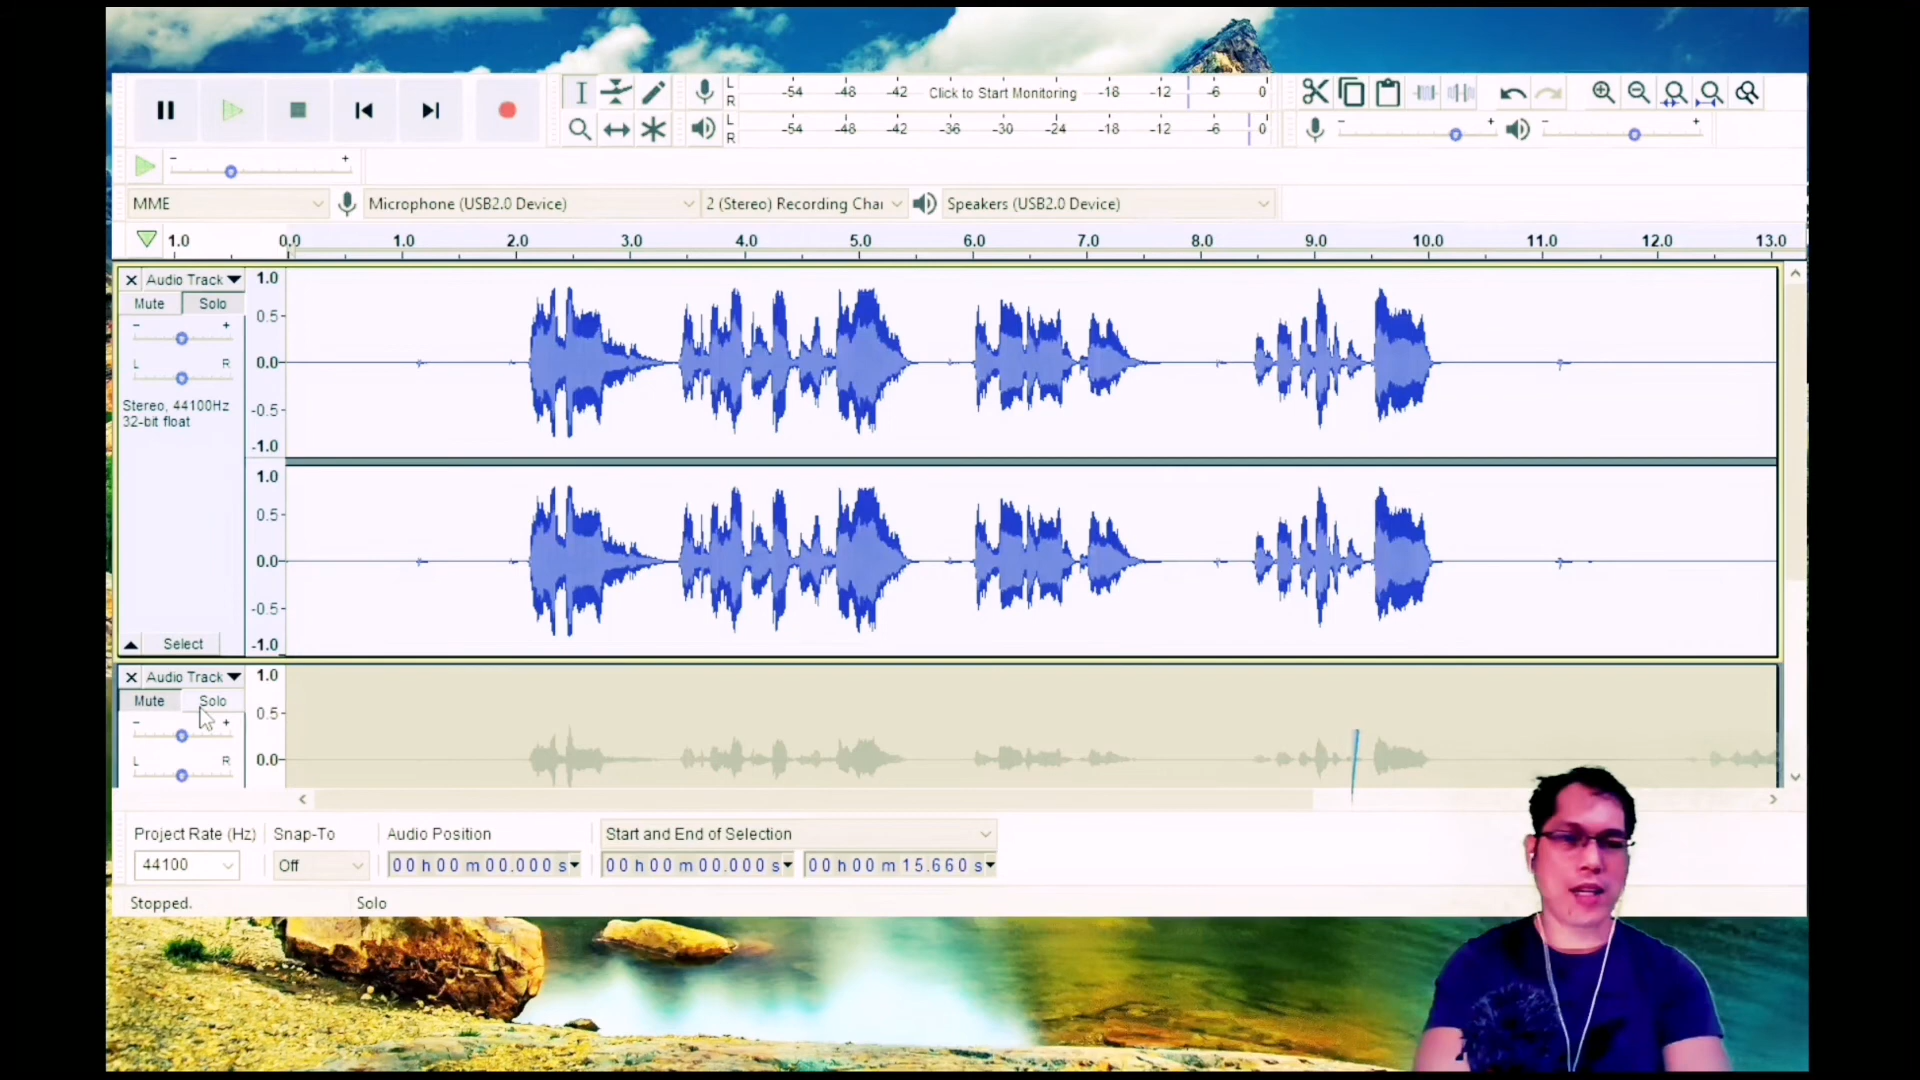 L
R
-54 -48 -42 Click to Start Monitoring -18 -12 -6 0
L
R
-54 -48 -42 -36 -30 -24 -18 -12 -6 0
- +
- +
- +
MME Microphone (USB2.0 Device) 2 (Stereo) Recording Chai Speakers (USB2.0 Device)
1.0 0.0 1.0 2.0 3.0 4.0 5.0 6.0 7.0 8.0 9.0 10.0 11.0 12.0 13.0
Audio Track
Mute Solo
- +
L R
Stereo, 44100Hz
32-bit float
Select
1.0
0.5
0.0
-0.5
-1.0
1.0
0.5
0.0
-0.5
-1.0
Audio Track
Mute Solo
- +
L R
1.0
0.5
0.0
Project Rate (Hz) Snap-To Audio Position Start and End of Selection
44100 Off 00 h 00 m 00.000 s 00 h 00 m 00.000 s 00 h 00 m 15.660 s
Stopped. Solo